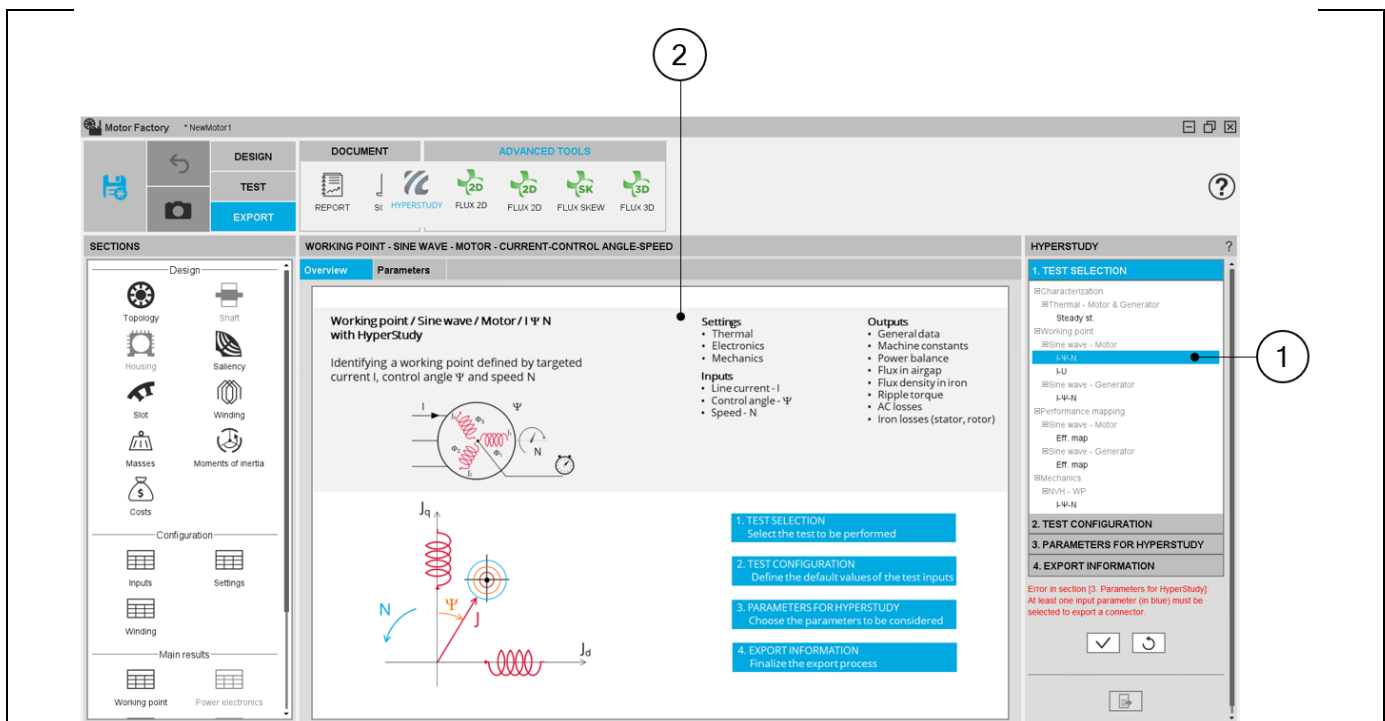 2
Motor Factory * NewMotor1
DESIGN
TEST
EXPORT
DOCUMENT
ADVANCED TOOLS
REPORT
HYPERSTUDY
FLUX 2D
FLUX 2D
FLUX SKEW
FLUX 3D
?
SECTIONS
Design
Topology
Shaft
Housing
Saliency
Slot
Winding
Masses
Moments of inertia
Costs
Configuration
Inputs
Settings
Winding
Main results
Working point
Power electronics
WORKING POINT - SINE WAVE - MOTOR - CURRENT-CONTROL ANGLE-SPEED
Overview
Parameters
Working point / Sine wave / Motor / I Ψ N
with HyperStudy
Identifying a working point defined by targeted
current I, control angle Ψ and speed N
I
Ψ
N
Settings
• Thermal
• Electronics
• Mechanics
Inputs
• Line current - I
• Control angle - Ψ
• Speed - N
Outputs
• General data
• Machine constants
• Power balance
• Flux in airgap
• Flux density in iron
• Ripple torque
• AC losses
• Iron losses (stator, rotor)
Jq
N
Ψ
J
Jd
1. TEST SELECTION
Select the test to be performed
2. TEST CONFIGURATION
Define the default values of the test inputs
3. PARAMETERS FOR HYPERSTUDY
Choose the parameters to be considered
4. EXPORT INFORMATION
Finalize the export process
HYPERSTUDY ?
1. TEST SELECTION
Characterization
Thermal - Motor & Generator
Steady st.
Working point
Sine wave - Motor
I-Ψ-N
I-U
Sine wave - Generator
I-Ψ-N
Performance mapping
Sine wave - Motor
Eff. map
Sine wave - Generator
Eff. map
Mechanics
NVH - WP
I-Ψ-N
1
2. TEST CONFIGURATION
3. PARAMETERS FOR HYPERSTUDY
4. EXPORT INFORMATION
Error in section [3. Parameters for HyperStudy]:
At least one input parameter (in blue) must be
selected to export a connector.